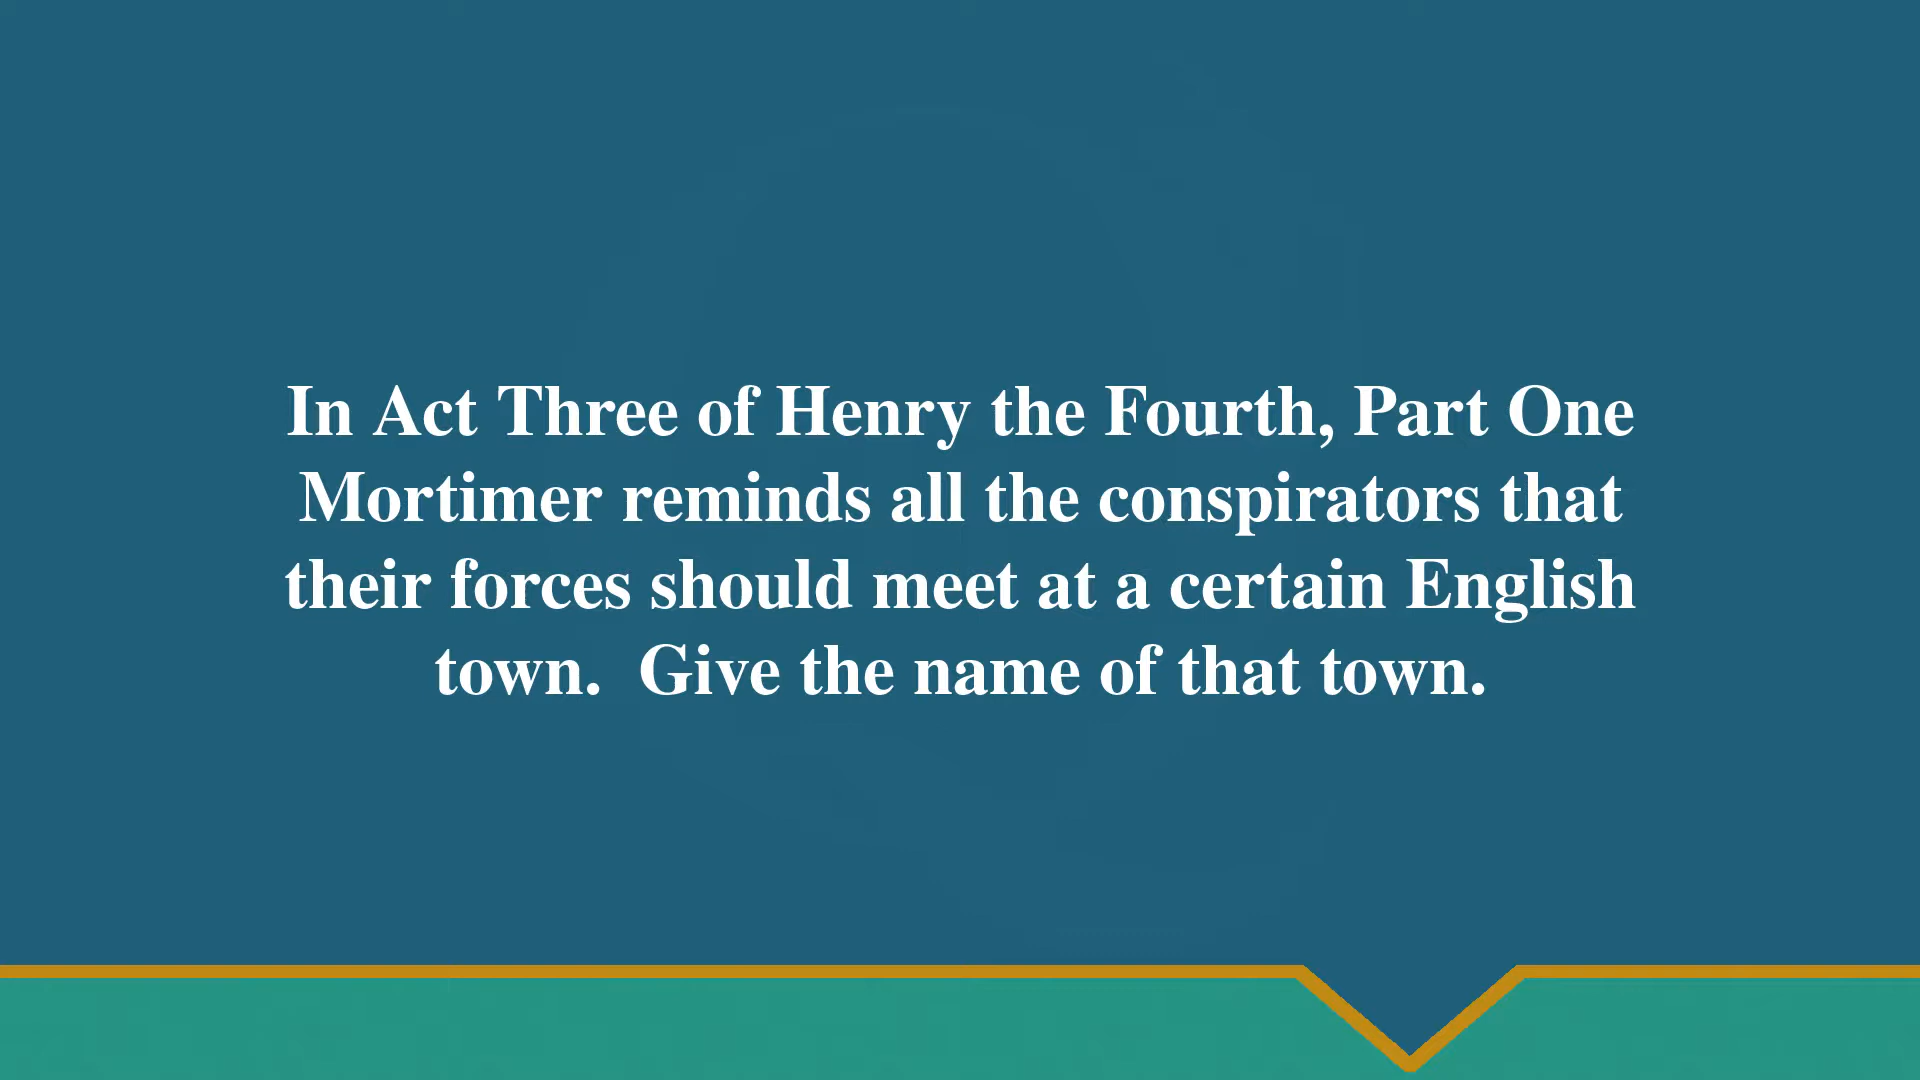 In Act Three of Henry the Fourth, Part One
Mortimer reminds all the conspirators that
their forces should meet at a certain English
town.  Give the name of that town.